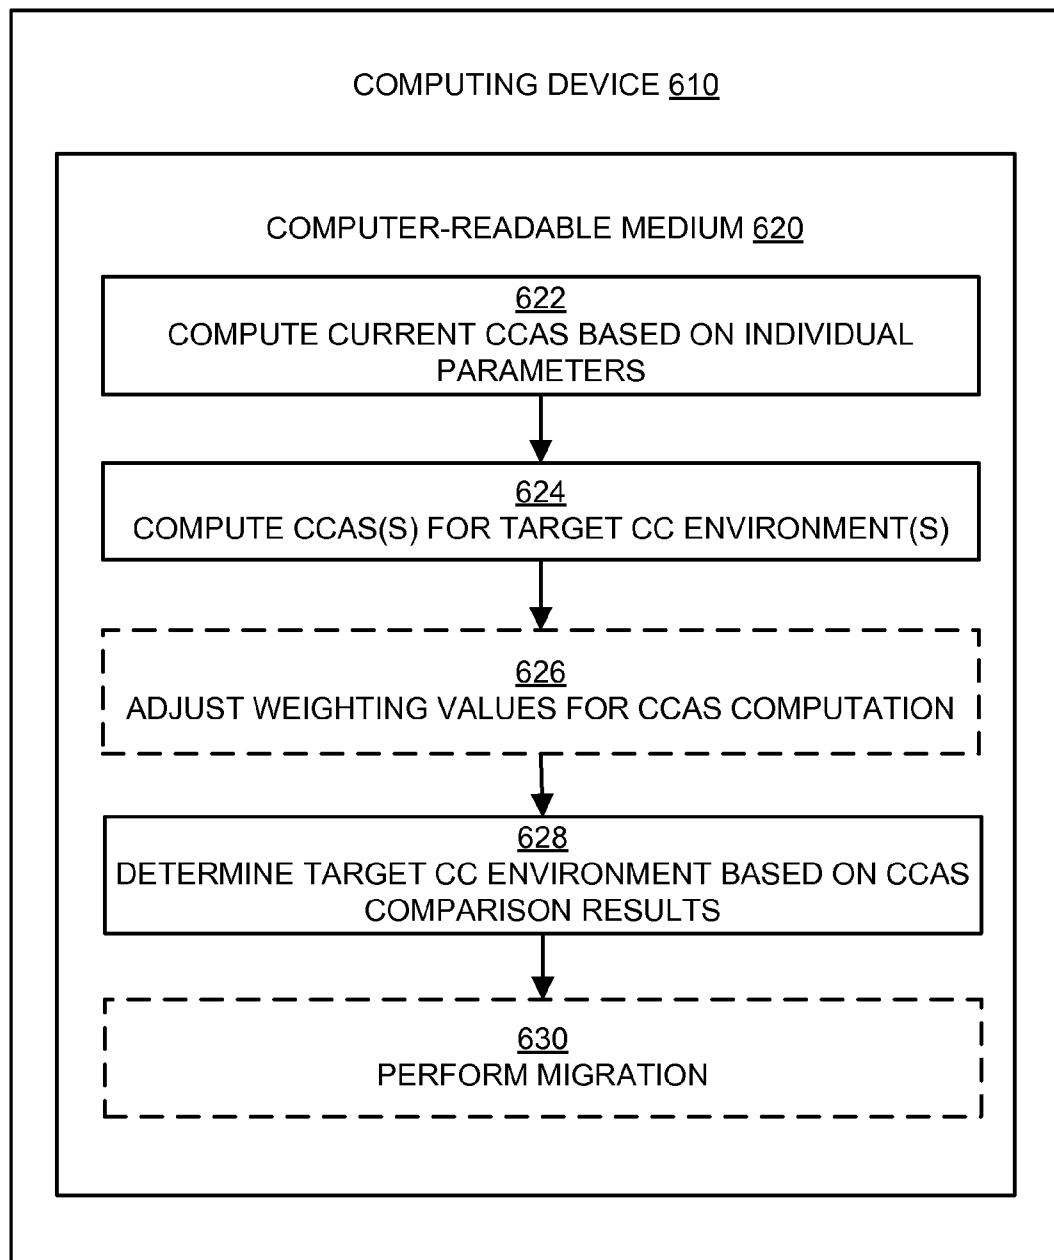 COMPUTING DEVICE 610
COMPUTER-READABLE MEDIUM 620
622
COMPUTE CURRENT CCAS BASED ON INDIVIDUAL
PARAMETERS
624
COMPUTE CCAS(S) FOR TARGET CC ENVIRONMENT(S)
626
ADJUST WEIGHTING VALUES FOR CCAS COMPUTATION
628
DETERMINE TARGET CC ENVIRONMENT BASED ON CCAS
COMPARISON RESULTS
630
PERFORM MIGRATION